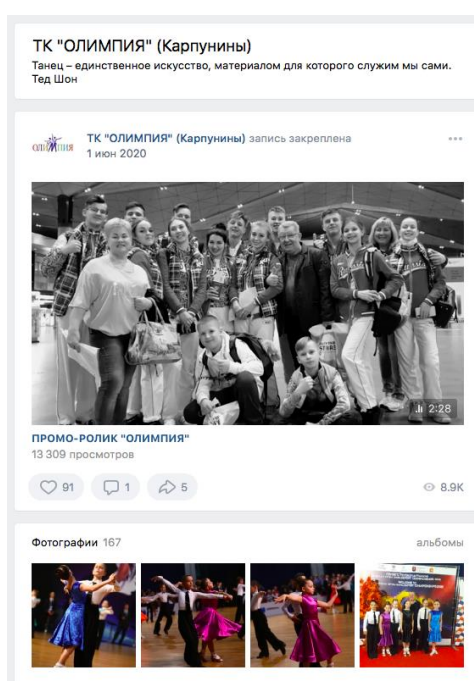 ТК "ОЛИМПИЯ" (Карпунины)
Танец – единственное искусство, материалом для которого служим мы сами.
Тед Шон
ОЛИМПИЯ
ТК "ОЛИМПИЯ" (Карпунины) запись закреплена
1 июн 2020
2:28
ПРОМО-РОЛИК "ОЛИМПИЯ"
13 309 просмотров
91 1 5 8.9K
Фотографии 167 альбомы